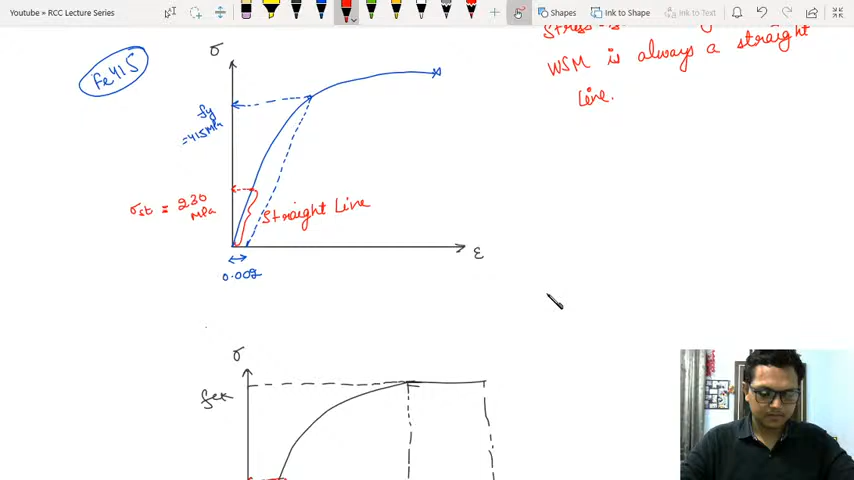 Youtube » RCC Lecture Series
Shapes
Ink to Shape
Ink to Text
WSM is always a straight
line.
σ
Fe415
fy
=415MPa
σst = 230
MPa
Straight Line
ε
0.002
σ
fck